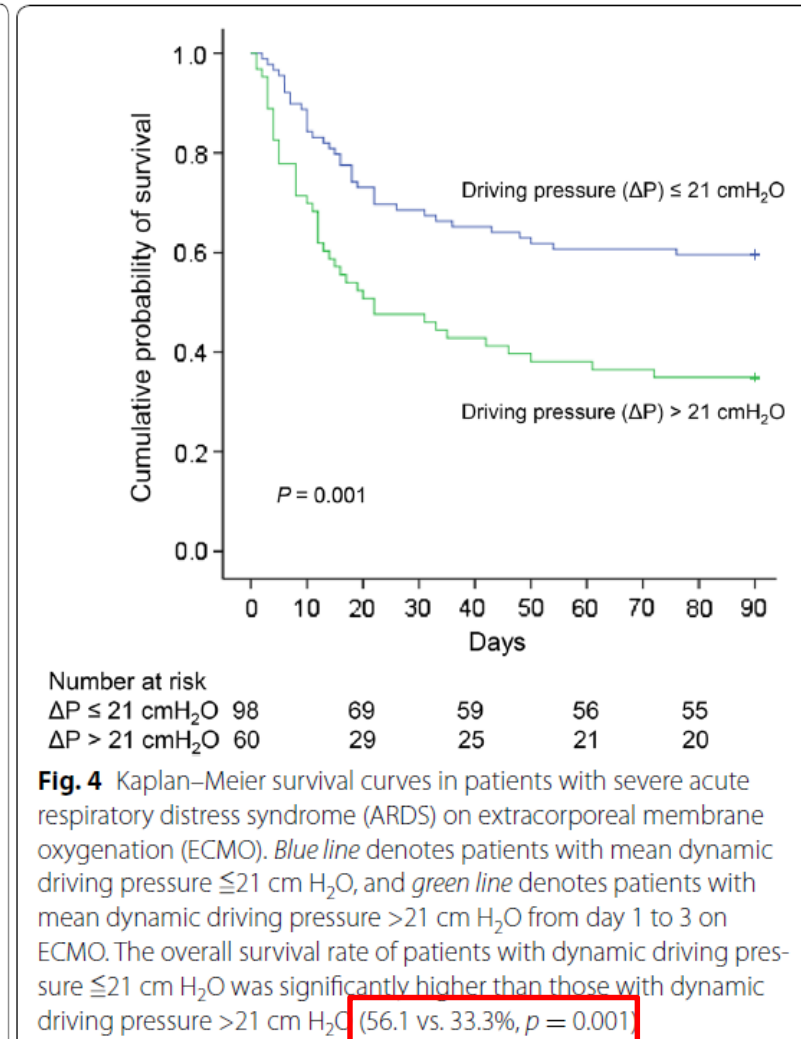 1.0
0.8
0.6
0.4
0.2
0.0
Cumulative probability of survival
Driving pressure (ΔP) ≤ 21 cmH₂O
Driving pressure (ΔP) > 21 cmH₂O
P = 0.001
0 10 20 30 40 50 60 70 80 90
Days
Number at risk
ΔP ≤ 21 cmH₂O 98 69 59 56 55
ΔP > 21 cmH₂O 60 29 25 21 20
Fig. 4 Kaplan–Meier survival curves in patients with severe acute
respiratory distress syndrome (ARDS) on extracorporeal membrane
oxygenation (ECMO). Blue line denotes patients with mean dynamic
driving pressure ≦21 cm H₂O, and green line denotes patients with
mean dynamic driving pressure >21 cm H₂O from day 1 to 3 on
ECMO. The overall survival rate of patients with dynamic driving pres-
sure ≦21 cm H₂O was significantly higher than those with dynamic
driving pressure >21 cm H₂O (56.1 vs. 33.3%, p = 0.001)